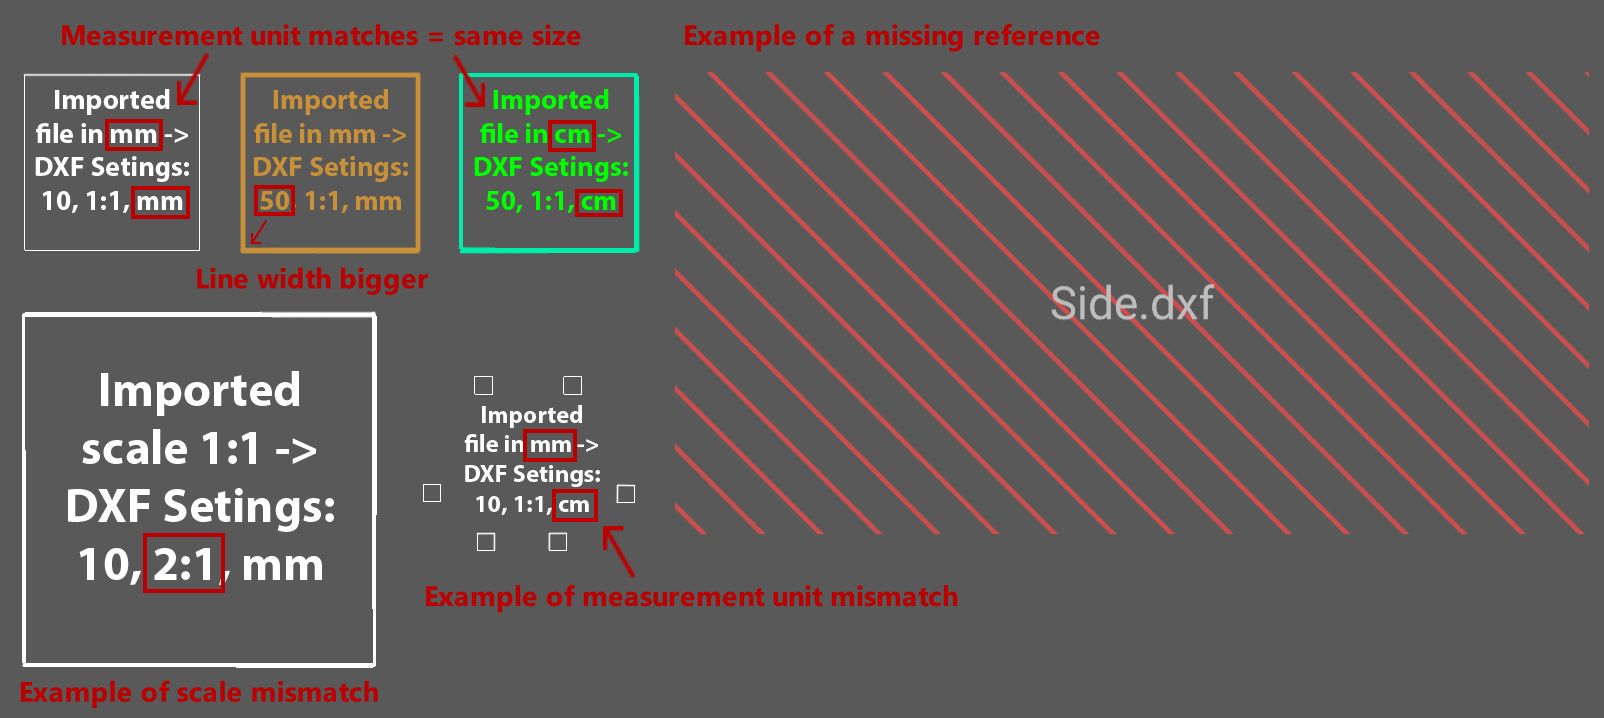 Measurement unit matches = same size
Example of a missing reference
Imported
file in mm ->
DXF Setings:
10, 1:1, mm
Imported
file in mm ->
DXF Setings:
50, 1:1, mm
Imported
file in cm ->
DXF Setings:
50, 1:1, cm
Line width bigger
Side.dxf
Imported
scale 1:1 ->
DXF Setings:
10, 2:1, mm
Imported
file in mm ->
DXF Setings:
10, 1:1, cm
Example of measurement unit mismatch
Example of scale mismatch